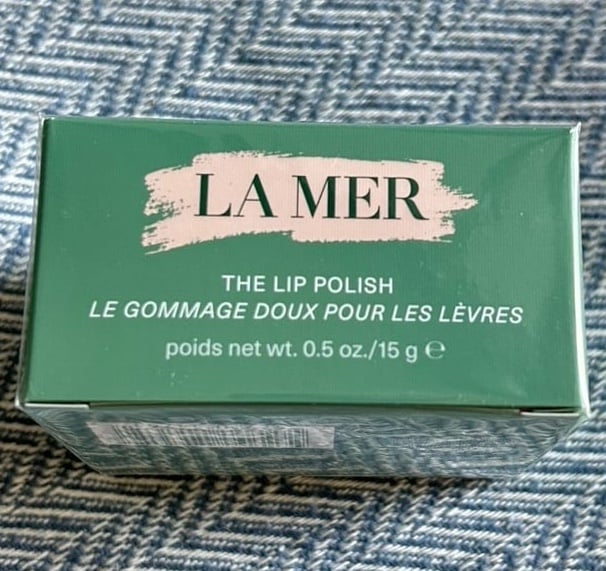 LA MER
THE LIP POLISH
LE GOMMAGE DOUX POUR LES LÈVRES
poids net wt. 0.5 oz./15 g ℮